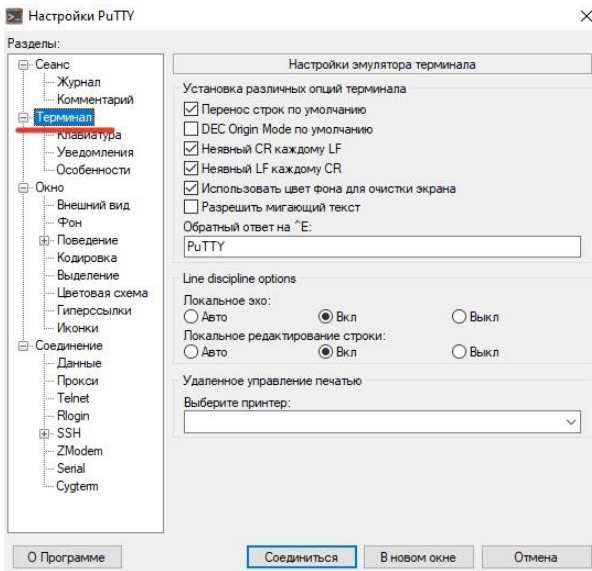 Настройки PuTTY
Разделы:
Сеанс
Журнал
Комментарий
Терминал
Клавиатура
Уведомления
Особенности
Окно
Внешний вид
Фон
Поведение
Кодировка
Выделение
Цветовая схема
Гиперссылки
Иконки
Соединение
Данные
Прокси
Telnet
Rlogin
SSH
ZModem
Serial
Cygterm
Настройки эмулятора терминала
Установка различных опций терминала
Перенос строк по умолчанию
DEC Origin Mode по умолчанию
Неявный CR каждому LF
Неявный LF каждому CR
Использовать цвет фона для очистки экрана
Разрешить мигающий текст
Обратный ответ на ^E:
PuTTY
Line discipline options
Локальное эхо:
Авто Вкл Выкл
Локальное редактирование строки:
Авто Вкл Выкл
Удаленное управление печатью
Выберите принтер:
О Программе Соединиться В новом окне Отмена